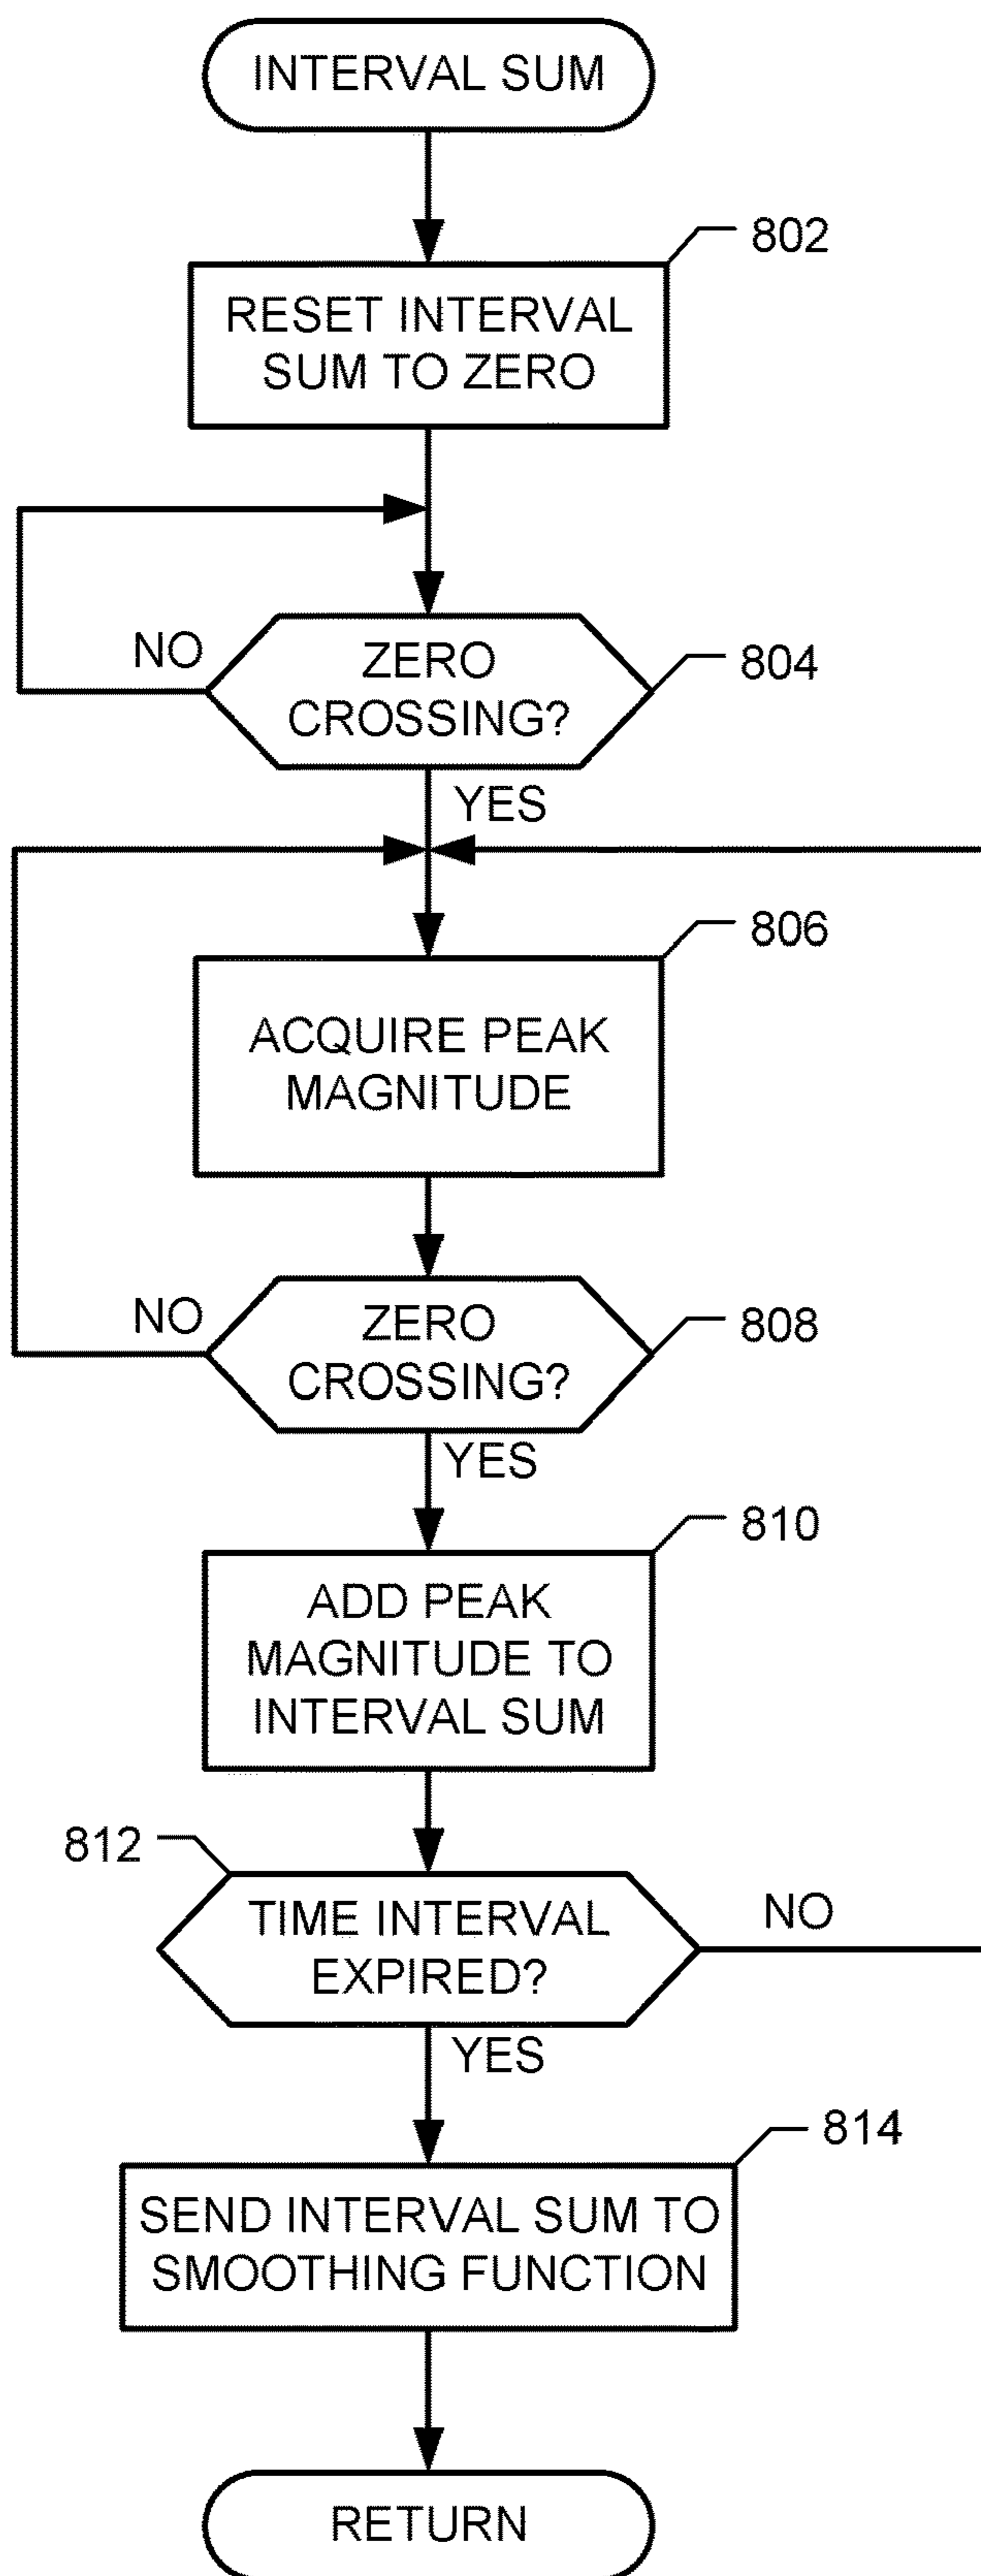 INTERVAL SUM
802
RESET INTERVAL
SUM TO ZERO
NO
ZERO
CROSSING?
804
YES
806
ACQUIRE PEAK
MAGNITUDE
NO
ZERO
CROSSING?
808
YES
810
ADD PEAK
MAGNITUDE TO
INTERVAL SUM
812
TIME INTERVAL
EXPIRED?
NO
YES
814
SEND INTERVAL SUM TO
SMOOTHING FUNCTION
RETURN